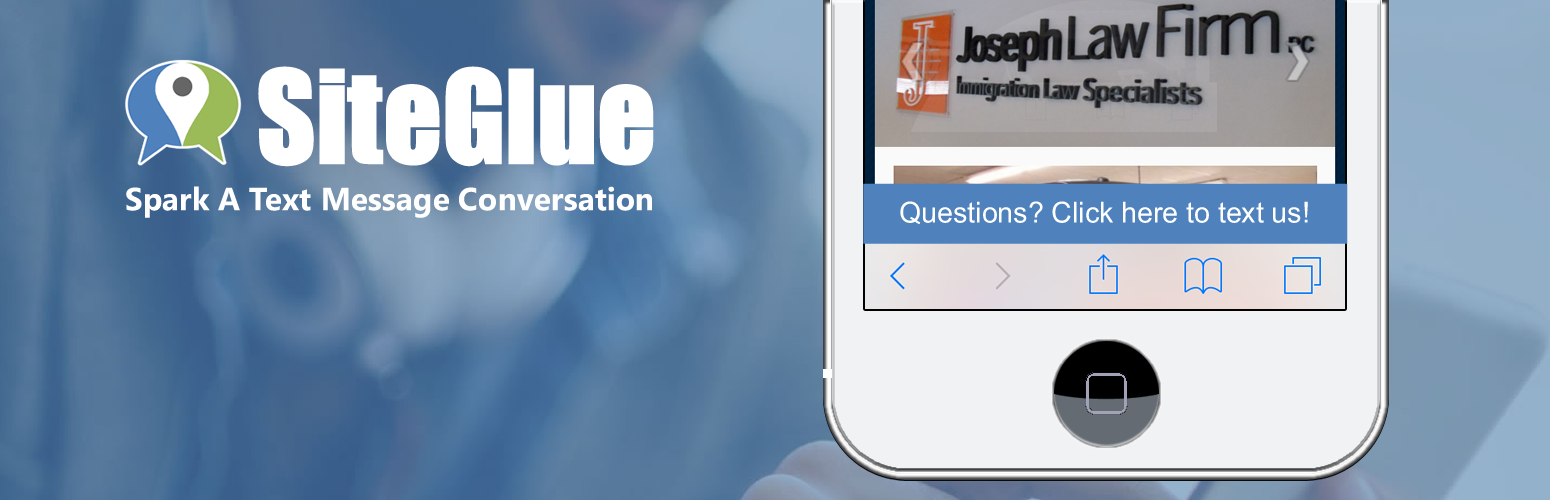 SiteGlue
Spark A Text Message Conversation
J
Joseph Law Firm PC
Immigration Law Specialists
Questions? Click here to text us!